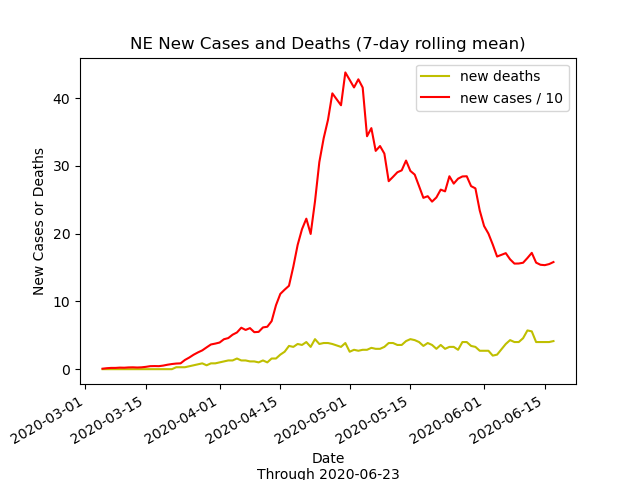 NE New Cases and Deaths (7-day rolling mean)
new deaths
new cases / 10
New Cases or Deaths
40
30
20
10
0
2020-03-01
2020-03-15
2020-04-01
2020-04-15
2020-05-01
2020-05-15
2020-06-01
2020-06-15
Date
Through 2020-06-23